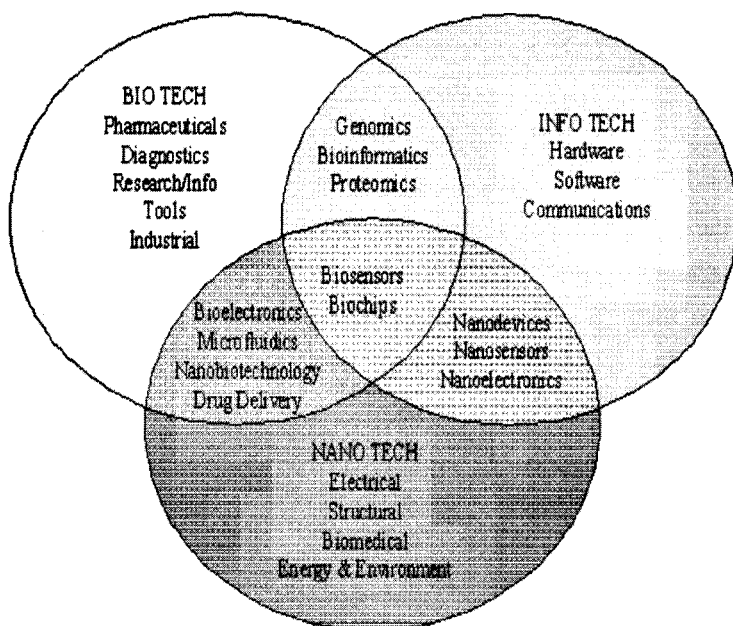 BIO TECH
Pharmaceuticals
Diagnostics
Research/Info
Tools
Industrial
Genomics
Bioinformatics
Proteomics
INFO TECH
Hardware
Software
Communications
Biosensors
Biochips
Bioelectronics
Microfluidics
Nanobiotechnology
Drug Delivery
Nanodevices
Nanosensors
Nanoelectronics
NANO TECH
Electrical
Structural
Biomedical
Energy & Environment